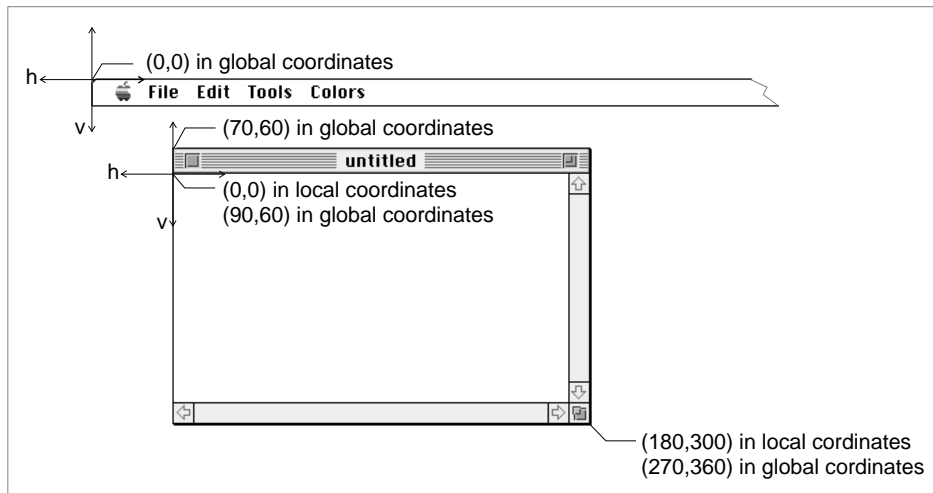 (0,0) in global coordinates
h
File Edit Tools Colors
v
(70,60) in global coordinates
untitled
h
(0,0) in local coordinates
(90,60) in global coordinates
v
(180,300) in local cordinates
(270,360) in global cordinates